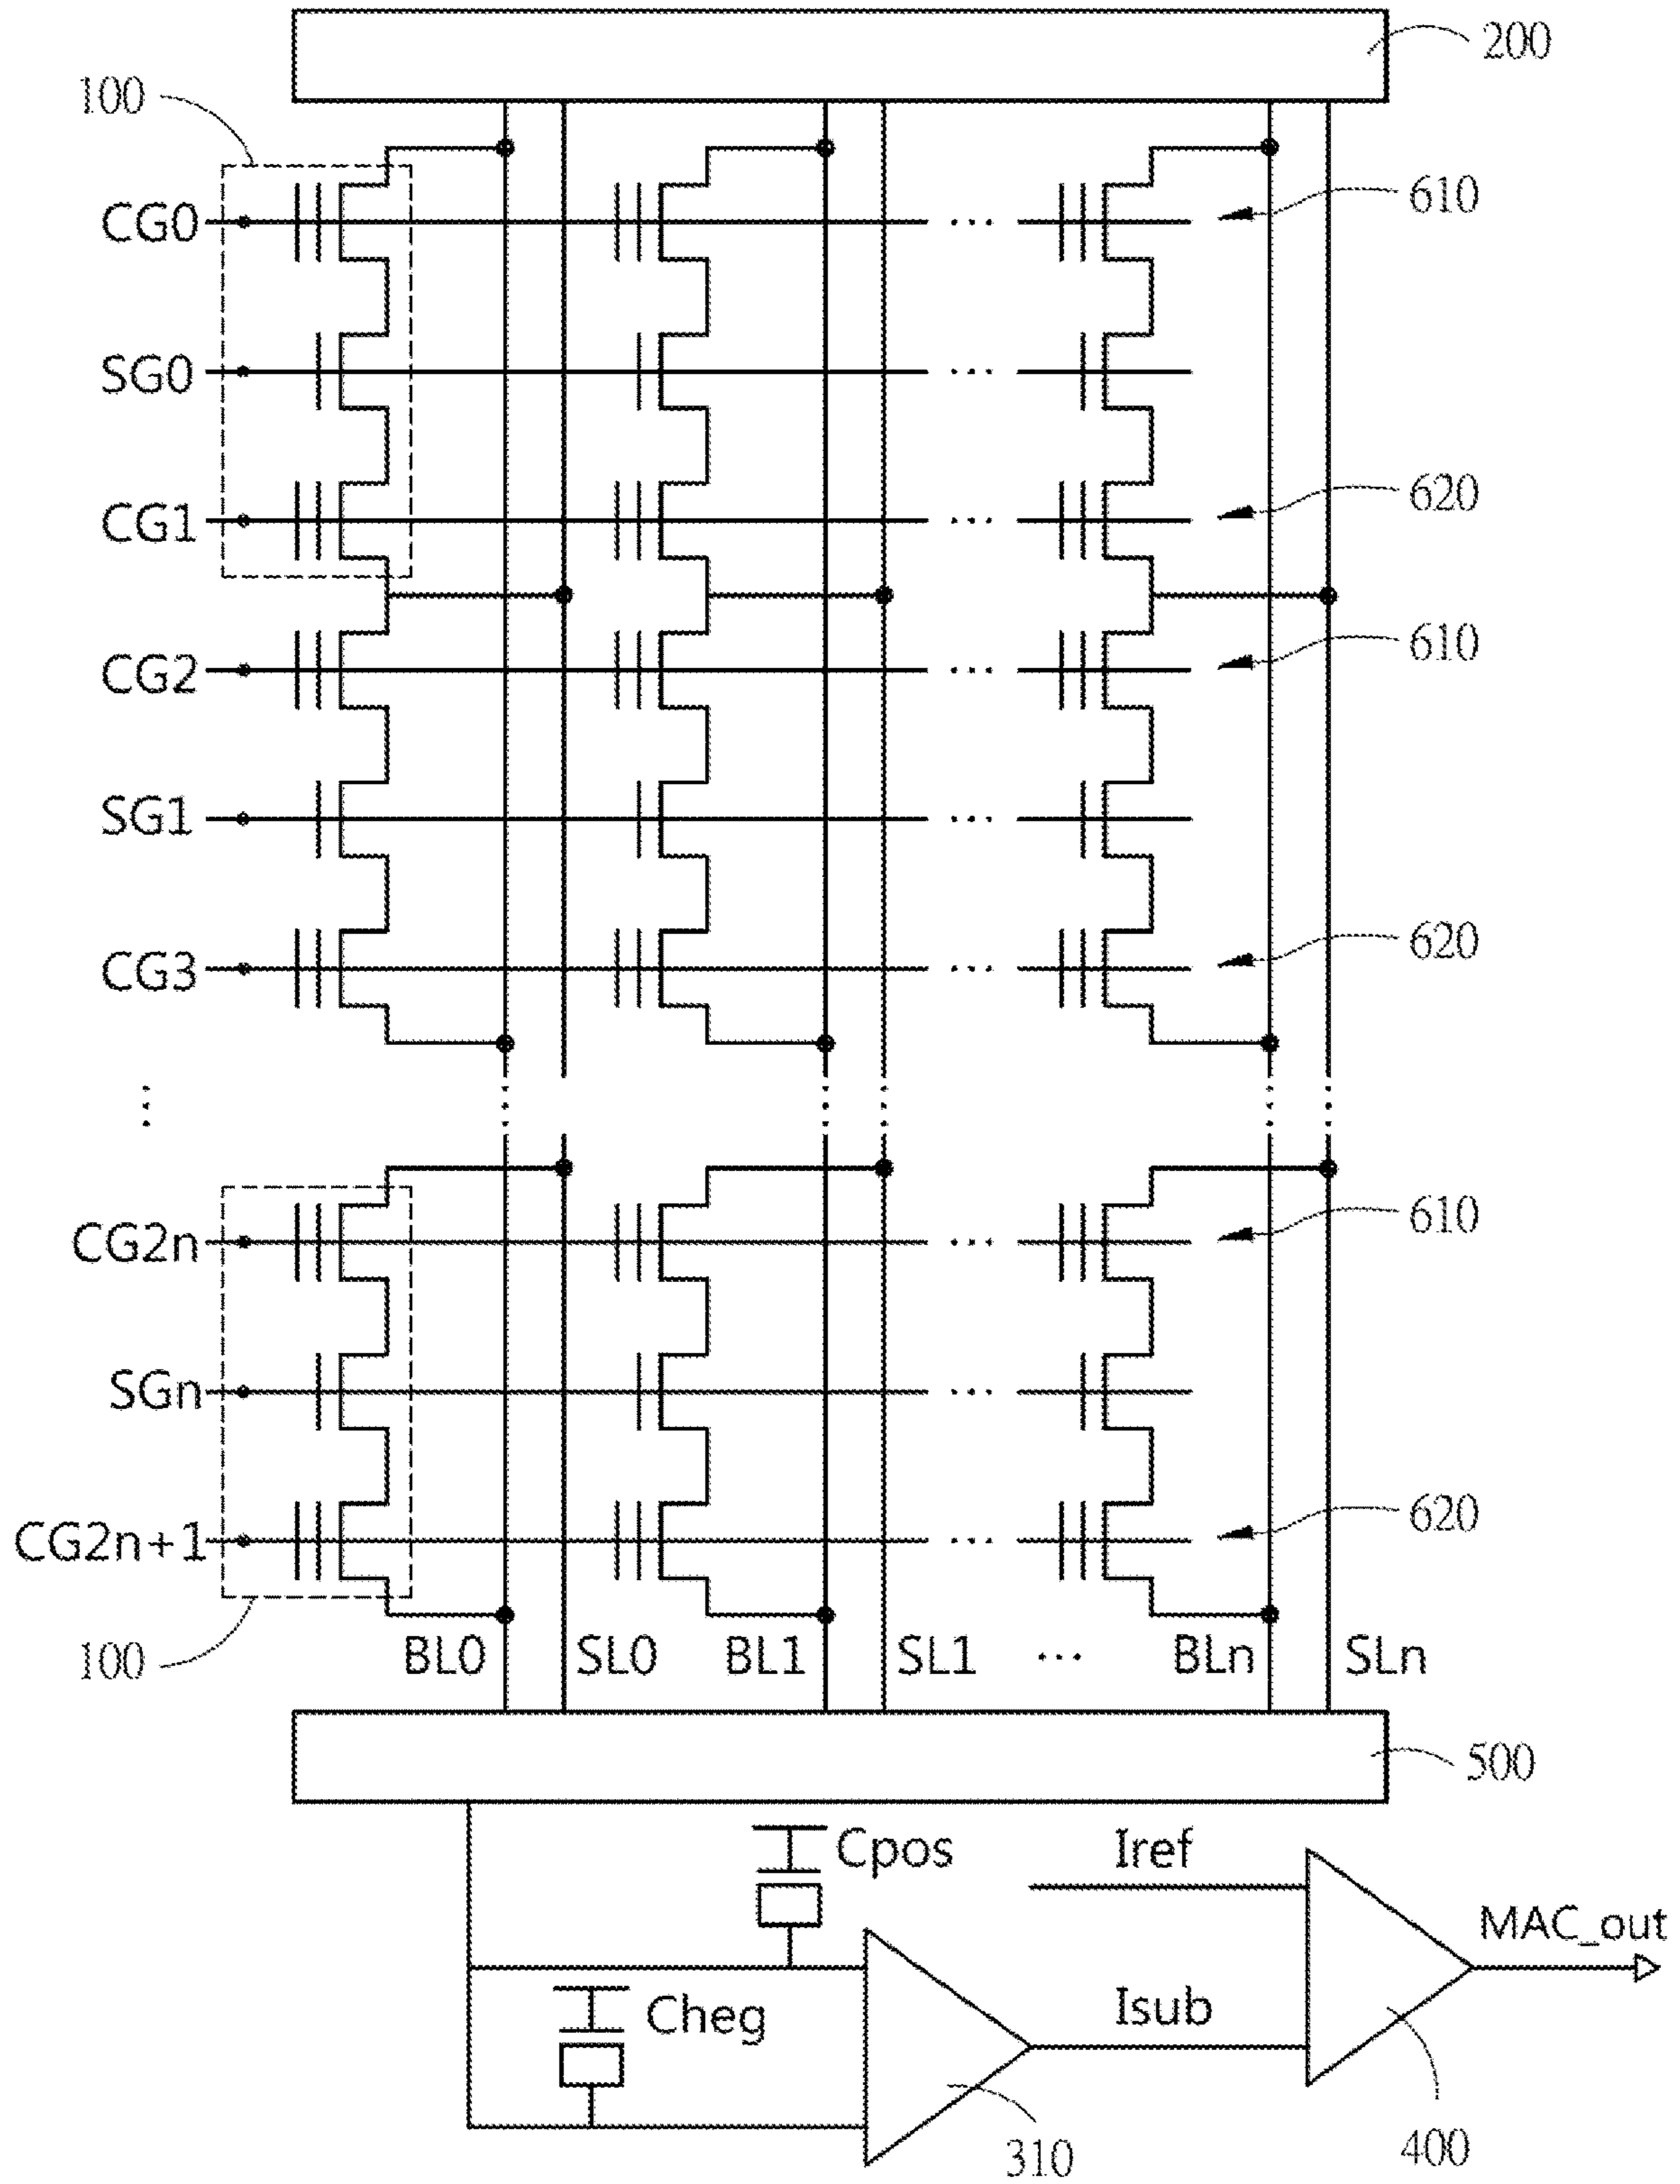 200
100
CG0
610
SG0
CG1
620
CG2
610
SG1
CG3
620
...
CG2n
610
SGn
CG2n+1
620
100
BL0 SL0 BL1 SL1 ... BLn SLn
500
Cpos
Iref
MAC_out
Cheg
Isub
310
400